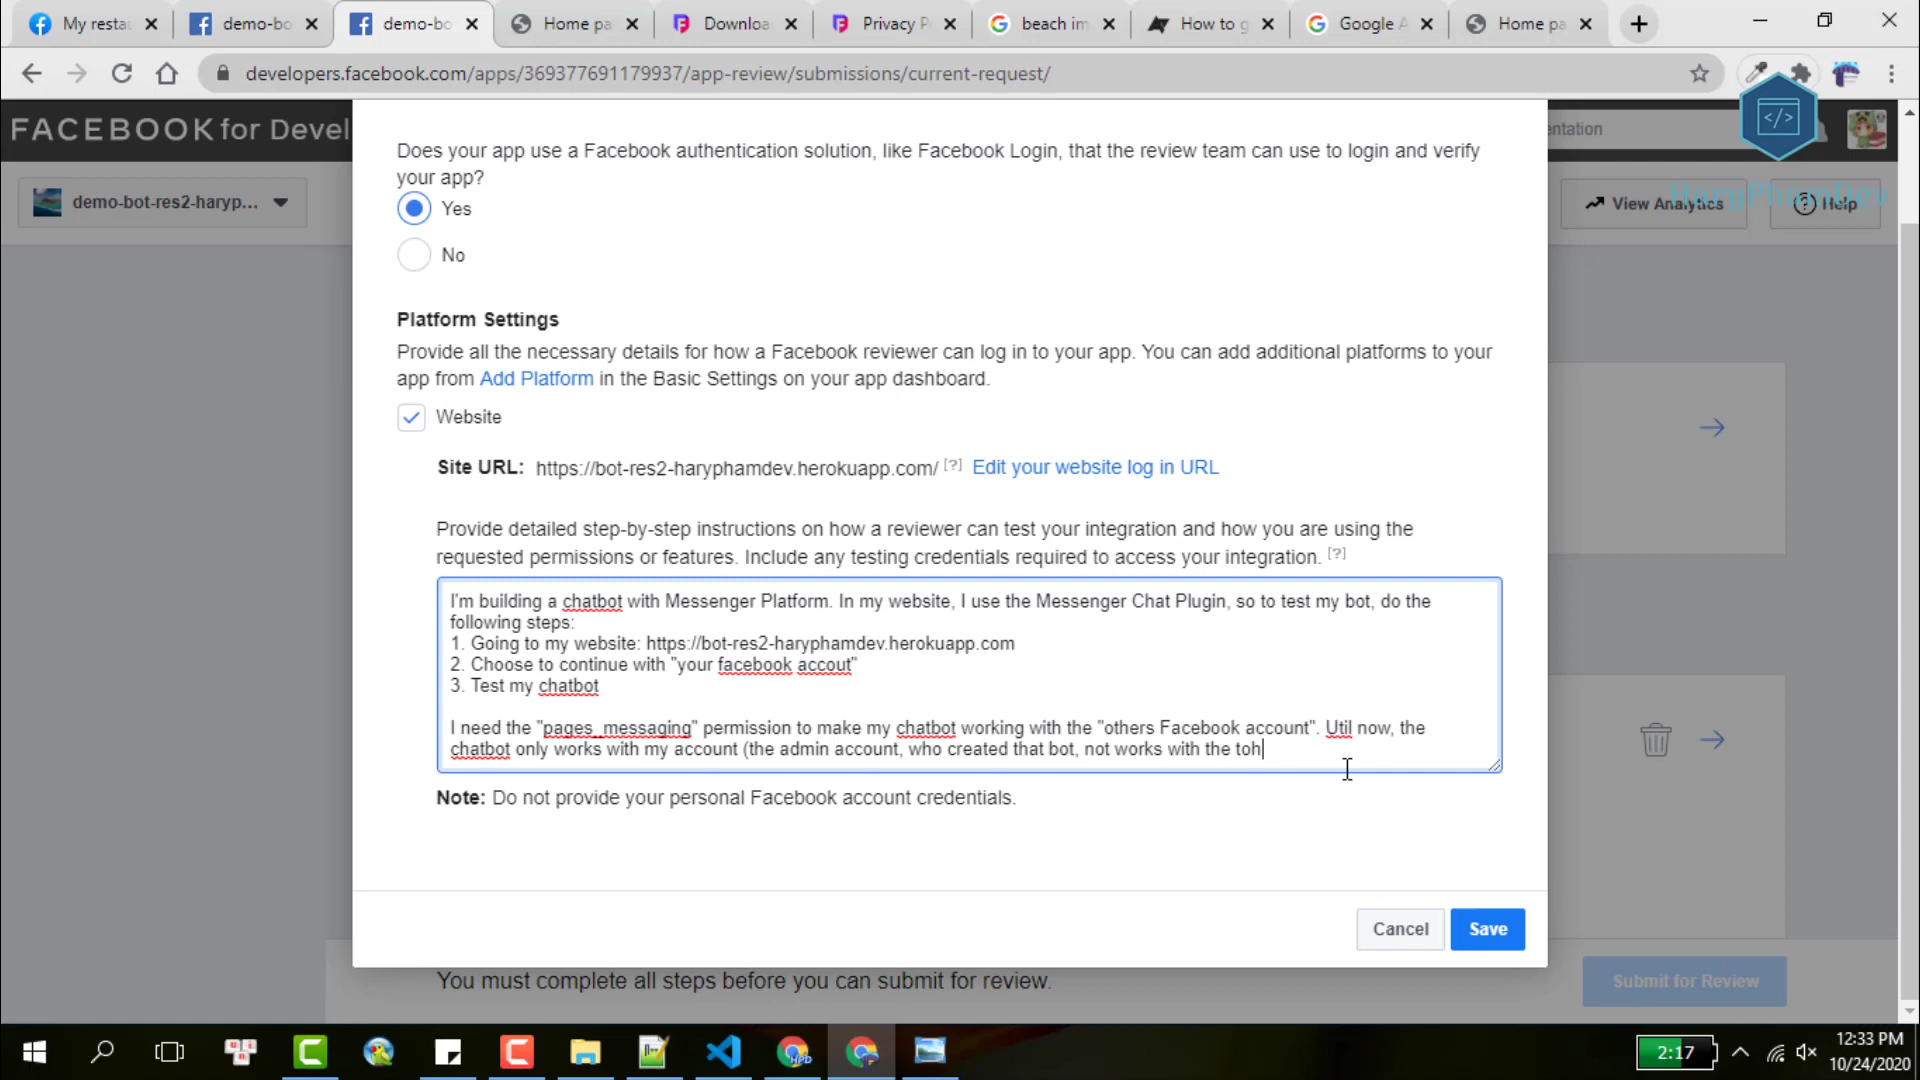 My resta
demo-bo
demo-bo
Home pa
Downloa
Privacy P
beach im
How to g
Google A
Home pa
developers.facebook.com/apps/369377691179937/app-review/submissions/current-request/
FACEBOOK for Devel
entation
demo-bot-res2-haryp...
View Analytics
Help
HaryPhamDev
Does your app use a Facebook authentication solution, like Facebook Login, that the review team can use to login and verify
your app?
Yes
No
Platform Settings
Provide all the necessary details for how a Facebook reviewer can log in to your app. You can add additional platforms to your
app from Add Platform in the Basic Settings on your app dashboard.
Website
Site URL: https://bot-res2-haryphamdev.herokuapp.com/ [?] Edit your website log in URL
Provide detailed step-by-step instructions on how a reviewer can test your integration and how you are using the
requested permissions or features. Include any testing credentials required to access your integration. [?]
I'm building a chatbot with Messenger Platform. In my website, I use the Messenger Chat Plugin, so to test my bot, do the
following steps:
1. Going to my website: https://bot-res2-haryphamdev.herokuapp.com
2. Choose to continue with "your facebook accout"
3. Test my chatbot
I need the "pages_messaging" permission to make my chatbot working with the "others Facebook account". Util now, the
chatbot only works with my account (the admin account, who created that bot, not works with the toh
Note: Do not provide your personal Facebook account credentials.
Cancel
Save
You must complete all steps before you can submit for review.
Submit for Review
2:17
12:33 PM
10/24/2020